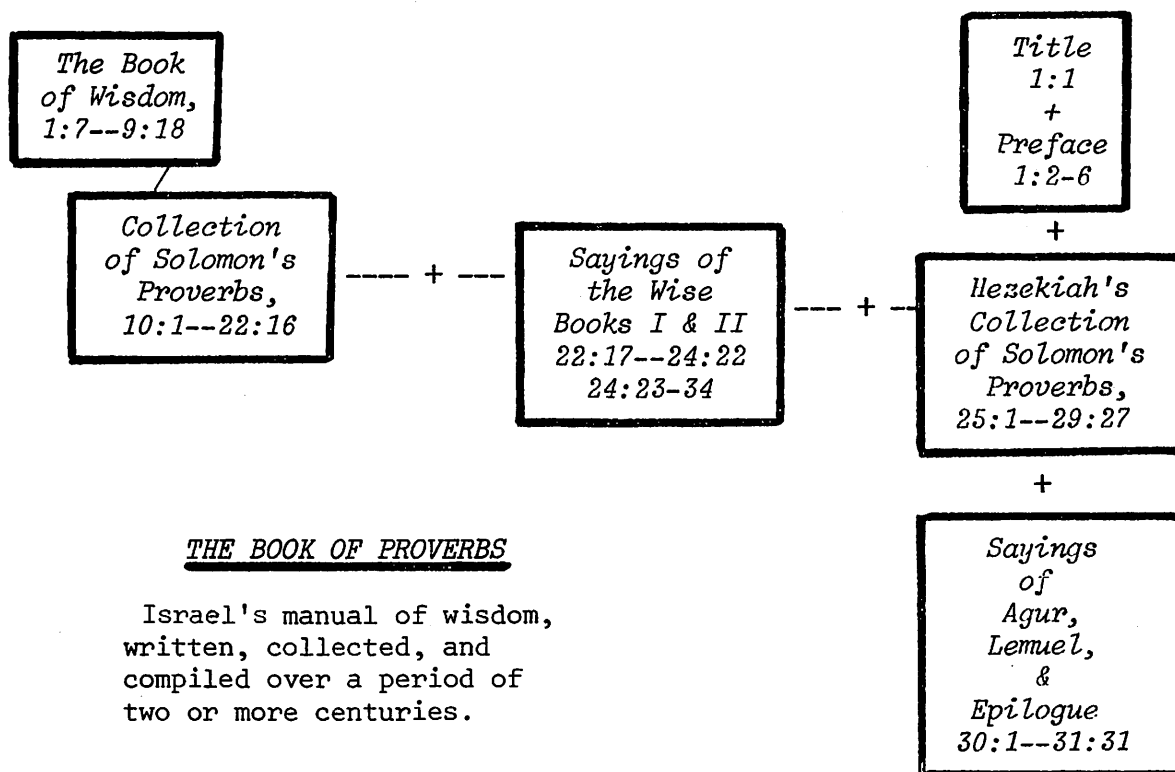 The Book
of Wisdom,
1:7--9:18
Collection
of Solomon's
Proverbs,
10:1--22:16
---- + ---
Sayings of
the Wise
Books I & II
22:17--24:22
24:23-34
--- + --
Title
1:1
+
Preface
1:2-6
+
Hezekiah's
Collection
of Solomon's
Proverbs,
25:1--29:27
+
Sayings
of
Agur,
Lemuel,
&
Epilogue
30:1--31:31
THE BOOK OF PROVERBS
Israel's manual of wisdom,
written, collected, and
compiled over a period of
two or more centuries.